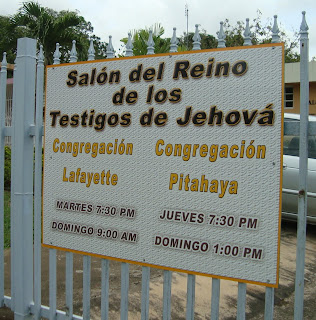 Salón del Reino
de los
Testigos de Jehová
Congregación
Lafayette
MARTES 7:30 PM
DOMINGO 9:00 AM
Congregación
Pitahaya
JUEVES 7:30 PM
DOMINGO 1:00 PM